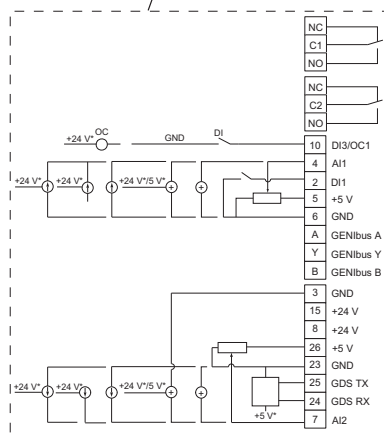 NC
C1
NO
NC
C2
NO
+24 V* OC GND DI 10 DI3/OC1
4 AI1
+24 V* +24 V* +24 V*/5 V* 2 DI1
5 +5 V
6 GND
A GENIbus A
Y GENIbus Y
B GENIbus B
3 GND
15 +24 V
8 +24 V
26 +5 V
23 GND
+24 V* +24 V* +24 V*/5 V* 25 GDS TX
24 GDS RX
+5 V* 7 AI2